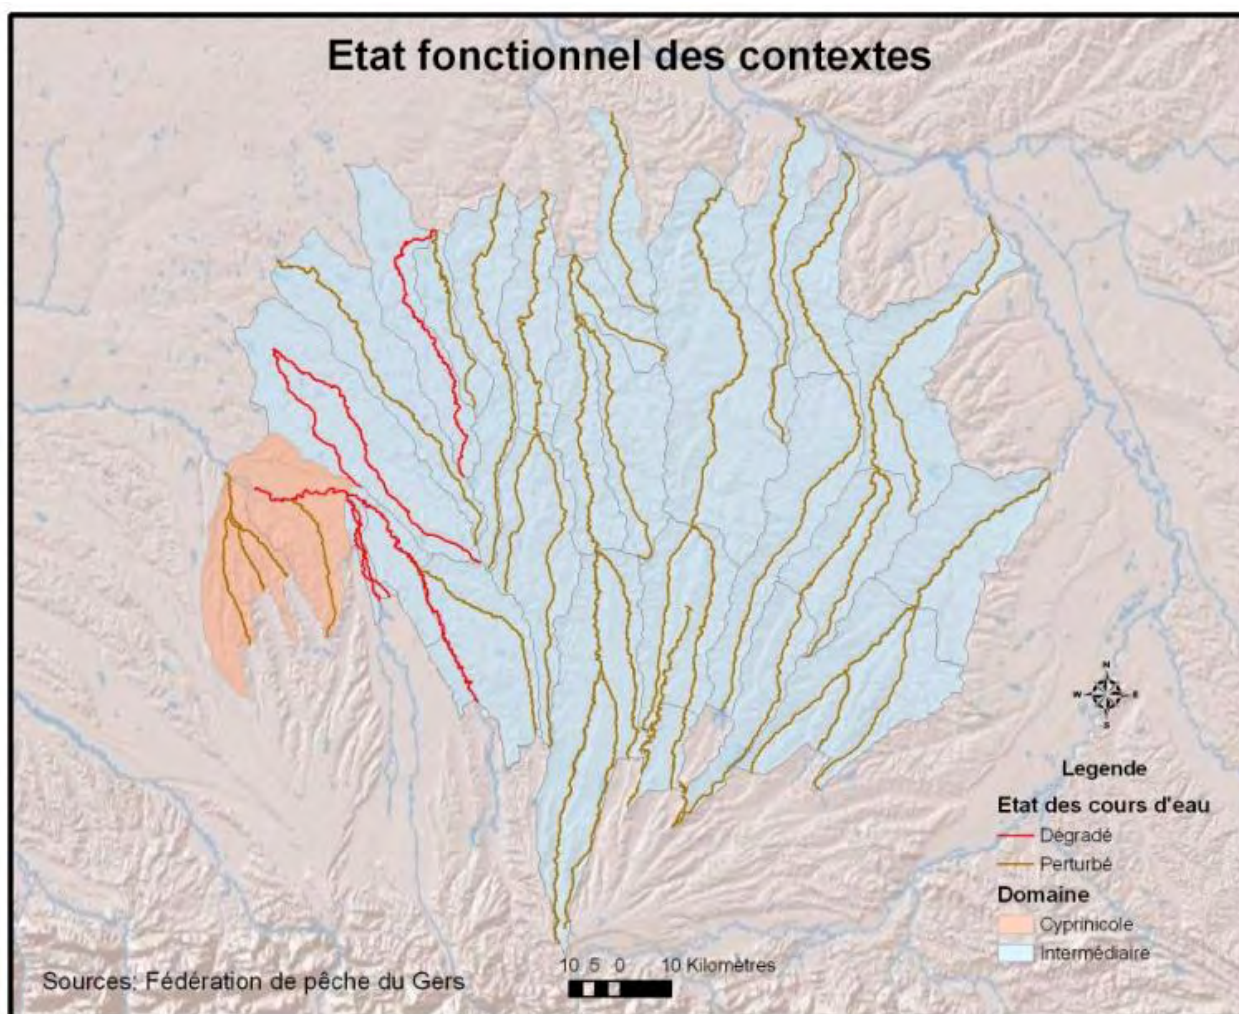 Etat fonctionnel des contextes
N
W E
S
Legende
Etat des cours d'eau
Dégradé
Perturbé
Domaine
Cyprinicole
Intermédiaire
10 5 0 10 Kilomètres
Sources: Fédération de pêche du Gers